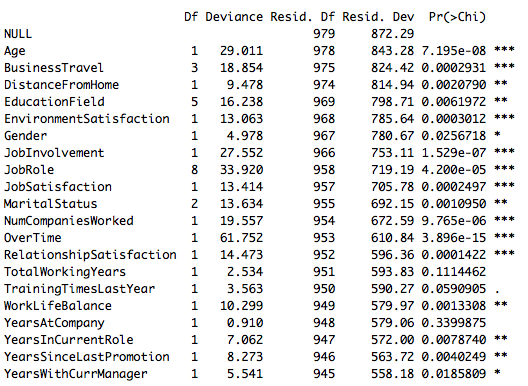 Df Deviance Resid. Df Resid. Dev Pr(>Chi)
NULL 979 872.29
Age 1 29.011 978 843.28 7.195e-08 ***
BusinessTravel 3 18.854 975 824.42 0.0002931 ***
DistanceFromHome 1 9.478 974 814.94 0.0020790 **
EducationField 5 16.238 969 798.71 0.0061972 **
EnvironmentSatisfaction 1 13.063 968 785.64 0.0003012 ***
Gender 1 4.978 967 780.67 0.0256718 *
JobInvolvement 1 27.552 966 753.11 1.529e-07 ***
JobRole 8 33.920 958 719.19 4.200e-05 ***
JobSatisfaction 1 13.414 957 705.78 0.0002497 ***
MaritalStatus 2 13.634 955 692.15 0.0010950 **
NumCompaniesWorked 1 19.557 954 672.59 9.765e-06 ***
OverTime 1 61.752 953 610.84 3.896e-15 ***
RelationshipSatisfaction 1 14.473 952 596.36 0.0001422 ***
TotalWorkingYears 1 2.534 951 593.83 0.1114462
TrainingTimesLastYear 1 3.563 950 590.27 0.0590905 .
WorkLifeBalance 1 10.299 949 579.97 0.0013308 **
YearsAtCompany 1 0.910 948 579.06 0.3399875
YearsInCurrentRole 1 7.062 947 572.00 0.0078740 **
YearsSinceLastPromotion 1 8.273 946 563.72 0.0040249 **
YearsWithCurrManager 1 5.541 945 558.18 0.0185809 *